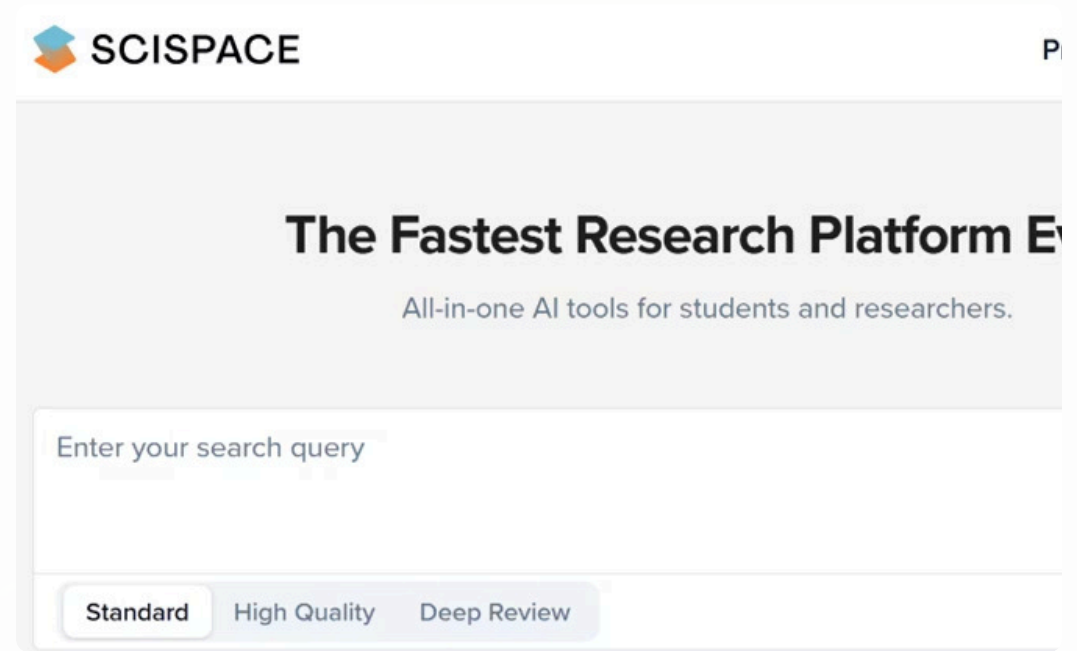 SCISPACE
The Fastest Research Platform
All-in-one AI tools for students and researchers.
Enter your search query
Standard High Quality Deep Review